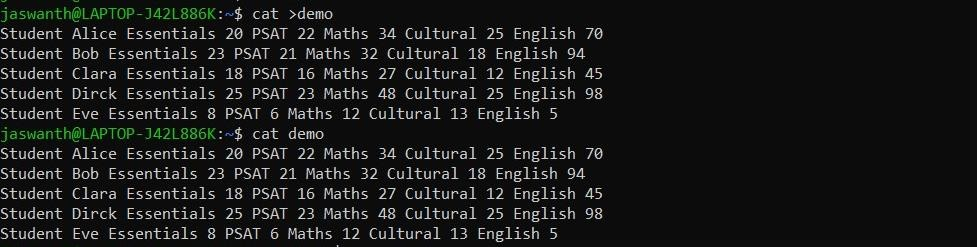 jaswanth@LAPTOP-J42L886K:~$ cat >demo
Student Alice Essentials 20 PSAT 22 Maths 34 Cultural 25 English 70
Student Bob Essentials 23 PSAT 21 Maths 32 Cultural 18 English 94
Student Clara Essentials 18 PSAT 16 Maths 27 Cultural 12 English 45
Student Dirck Essentials 25 PSAT 23 Maths 48 Cultural 25 English 98
Student Eve Essentials 8 PSAT 6 Maths 12 Cultural 13 English 5
jaswanth@LAPTOP-J42L886K:~$ cat demo
Student Alice Essentials 20 PSAT 22 Maths 34 Cultural 25 English 70
Student Bob Essentials 23 PSAT 21 Maths 32 Cultural 18 English 94
Student Clara Essentials 18 PSAT 16 Maths 27 Cultural 12 English 45
Student Dirck Essentials 25 PSAT 23 Maths 48 Cultural 25 English 98
Student Eve Essentials 8 PSAT 6 Maths 12 Cultural 13 English 5